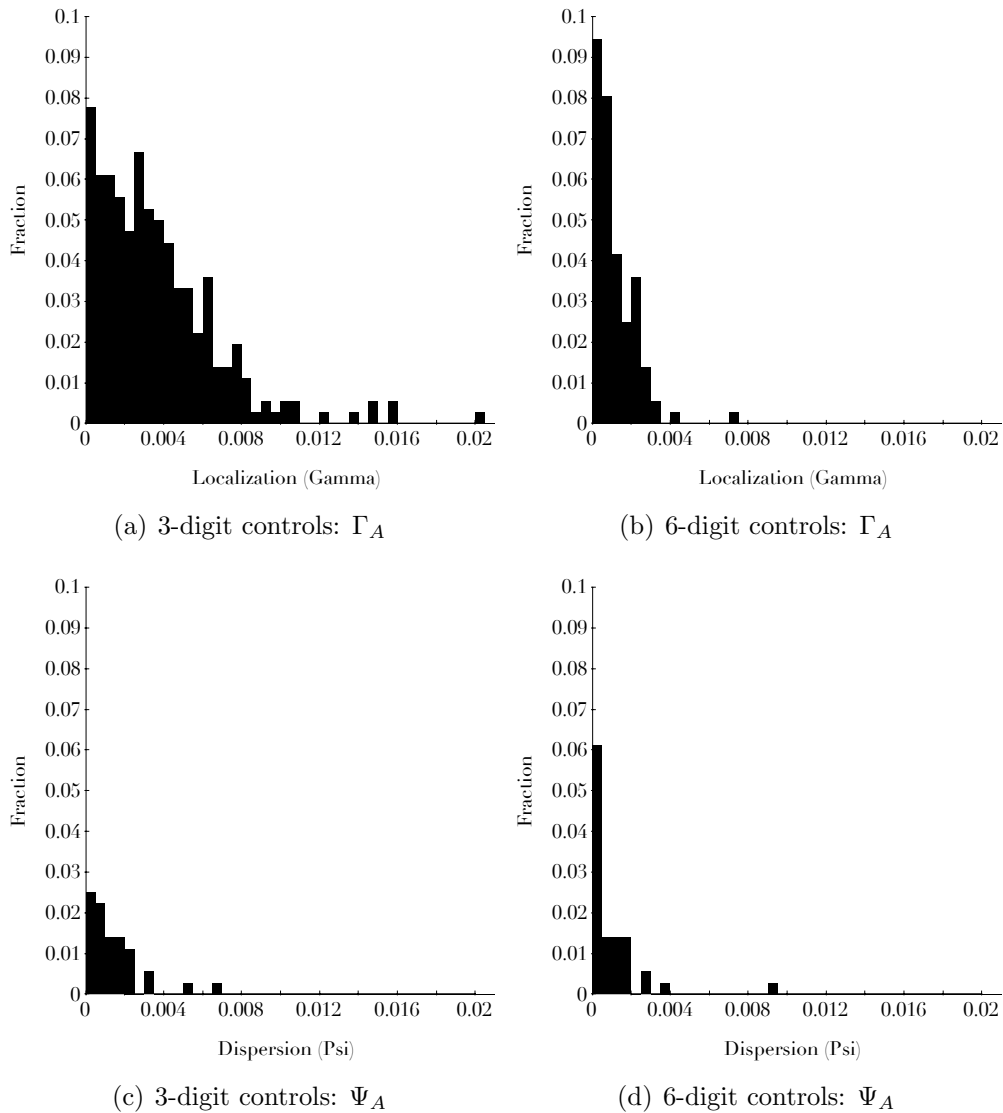 0.1
0.09
0.08
0.07
0.06
0.05
0.04
0.03
0.02
0.01
0
Fraction
0 0.004 0.008 0.012 0.016 0.02
Localization (Gamma)
(a) 3-digit controls: Γ_A
0.1
0.09
0.08
0.07
0.06
0.05
0.04
0.03
0.02
0.01
0
Fraction
0 0.004 0.008 0.012 0.016 0.02
Localization (Gamma)
(b) 6-digit controls: Γ_A
0.1
0.09
0.08
0.07
0.06
0.05
0.04
0.03
0.02
0.01
0
Fraction
0 0.004 0.008 0.012 0.016 0.02
Dispersion (Psi)
(c) 3-digit controls: Ψ_A
0.1
0.09
0.08
0.07
0.06
0.05
0.04
0.03
0.02
0.01
0
Fraction
0 0.004 0.008 0.012 0.016 0.02
Dispersion (Psi)
(d) 6-digit controls: Ψ_A